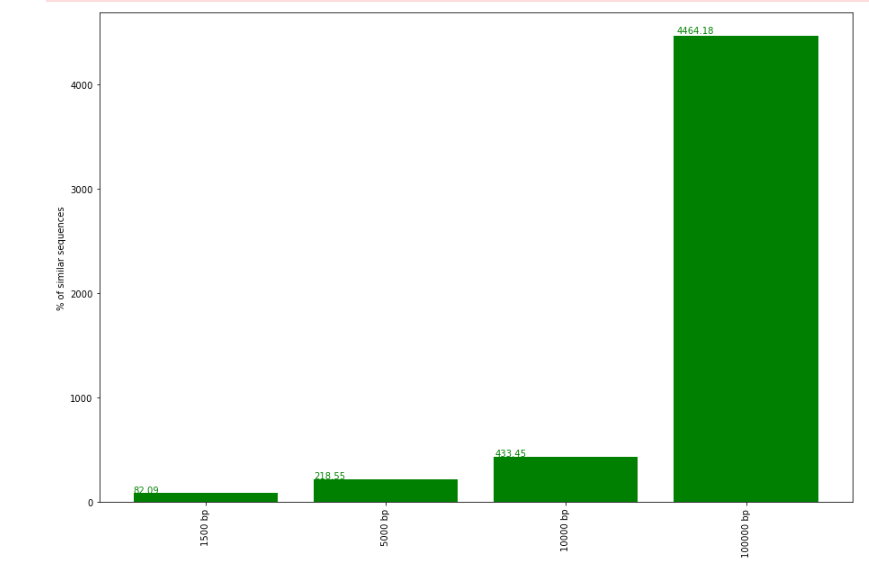 4464.18
4000
3000
% of similar sequences
2000
1000
433.45
218.55
82.09
0
1500 bp
5000 bp
10000 bp
100000 bp